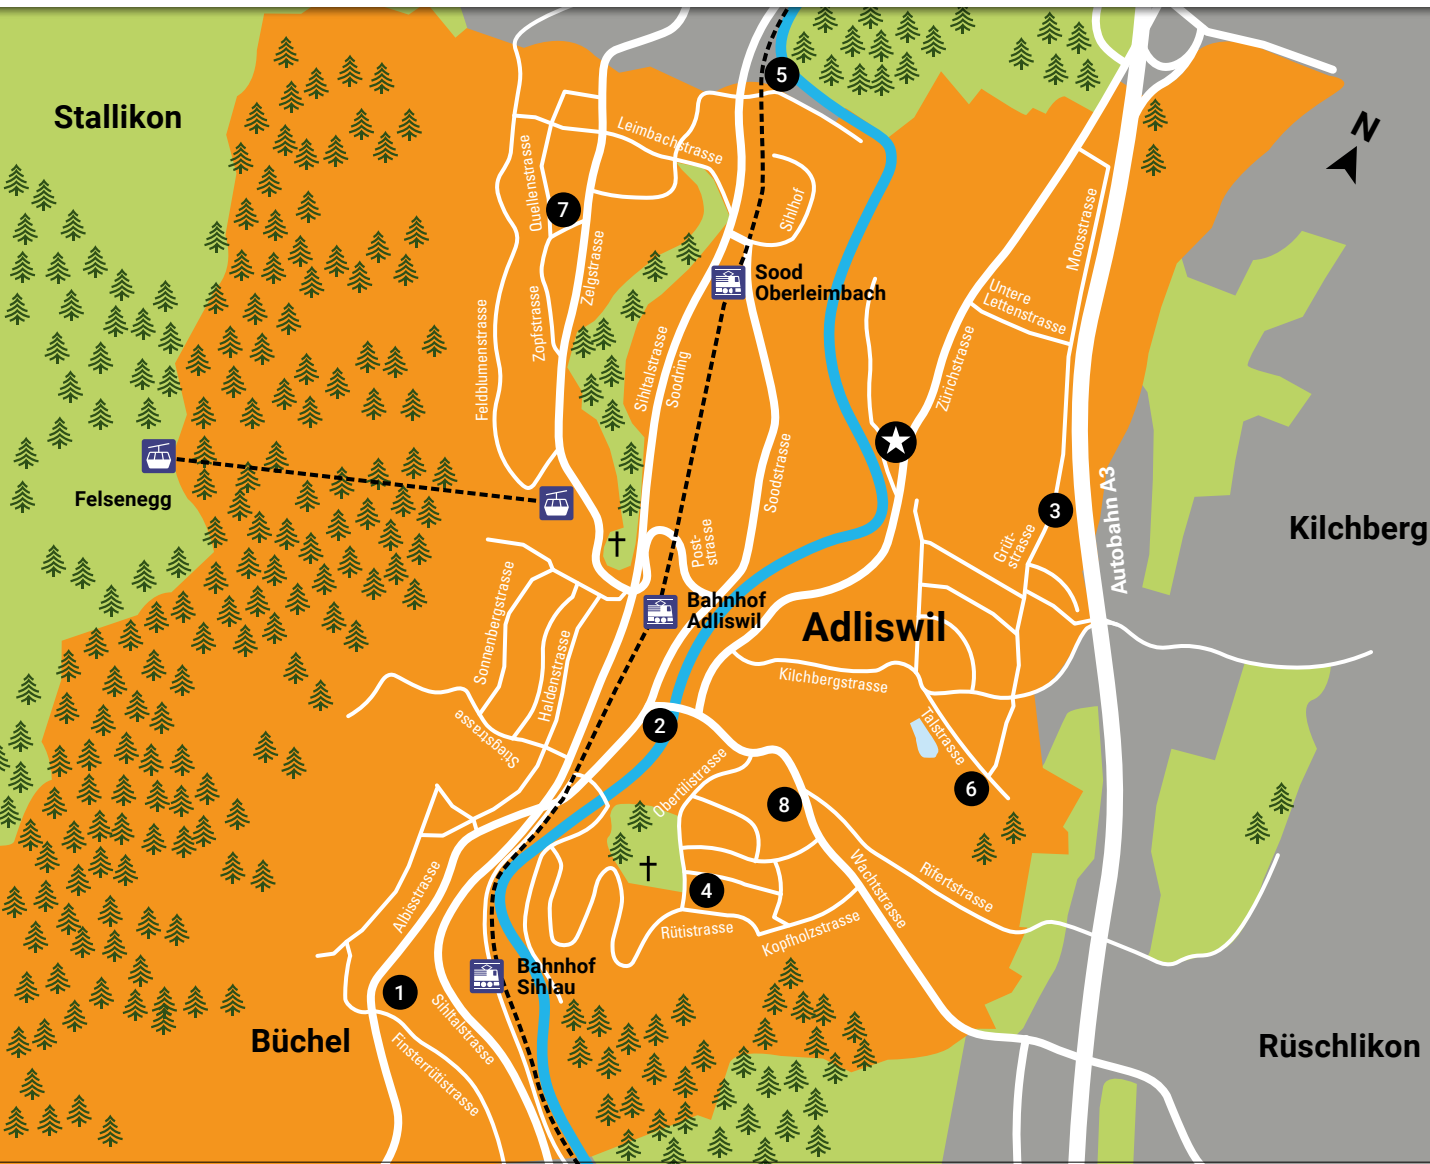 Stallikon
N
5
Leimbachstrasse
Quellenstrasse
7
Sihlhof
Moosstrasse
Zelgstrasse
Sood
Oberleimbach
Untere
Lettenstrasse
Zopfstrasse
Feldblumenstrasse
Sihltalstrasse
Soodring
Zürichstrasse
Soodstrasse
Felsenegg
3
Autobahn A3
Kilchberg
Grüt-
strasse
Post-
strasse
Bahnhof
Adliswil
Adliswil
Sonnenbergstrasse
Haldenstrasse
Kilchbergstrasse
Stiegstrasse
2
Talstrasse
6
Obertilistrasse
8
Albisstrasse
4
Wachtstrasse
Rifertstrasse
Rütistrasse
Kopfholzstrasse
Bahnhof
Sihlau
1
Büchel
Sihltalstrasse
Finsterrütistrasse
Rüschlikon